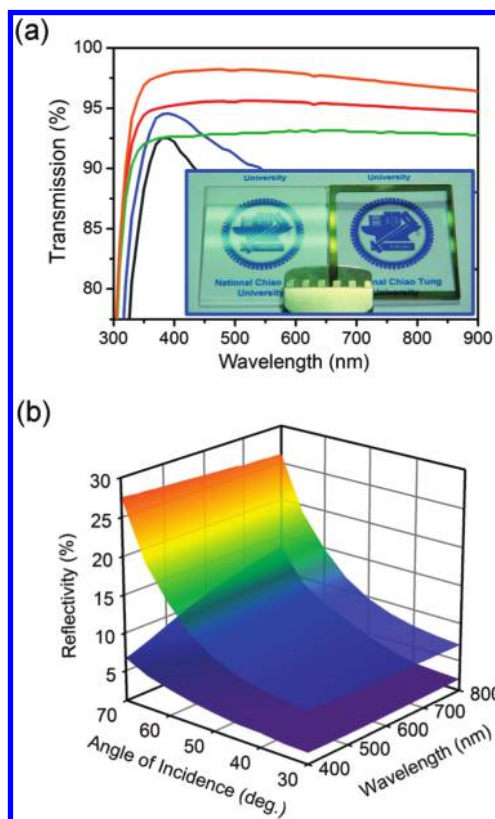 (a)
100
95
90
85
80
Transmission (%)
University
University
National Chiao
University
nal Chiao Tung
University
300 400 500 600 700 800 900
Wavelength (nm)
(b)
30
25
20
15
10
5
Reflectivity (%)
70
60
50
40
30
Angle of Incidence (deg.)
400
500
600
700
800
Wavelength (nm)